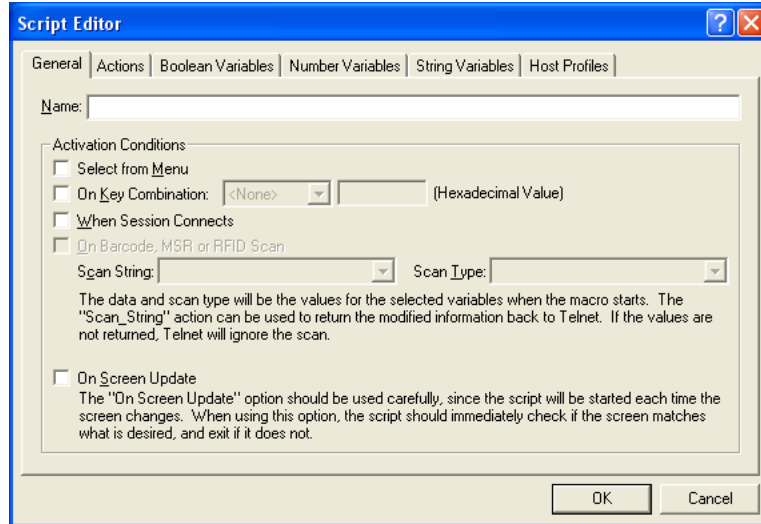 Script Editor
General Actions Boolean Variables Number Variables String Variables Host Profiles
Name:
Activation Conditions
Select from Menu
On Key Combination: <None> (Hexadecimal Value)
When Session Connects
On Barcode, MSR or RFID Scan
Scan String: Scan Type:
The data and scan type will be the values for the selected variables when the macro starts. The
"Scan_String" action can be used to return the modified information back to Telnet. If the values are
not returned, Telnet will ignore the scan.
On Screen Update
The "On Screen Update" option should be used carefully, since the script will be started each time the
screen changes. When using this option, the script should immediately check if the screen matches
what is desired, and exit if it does not.
OK Cancel